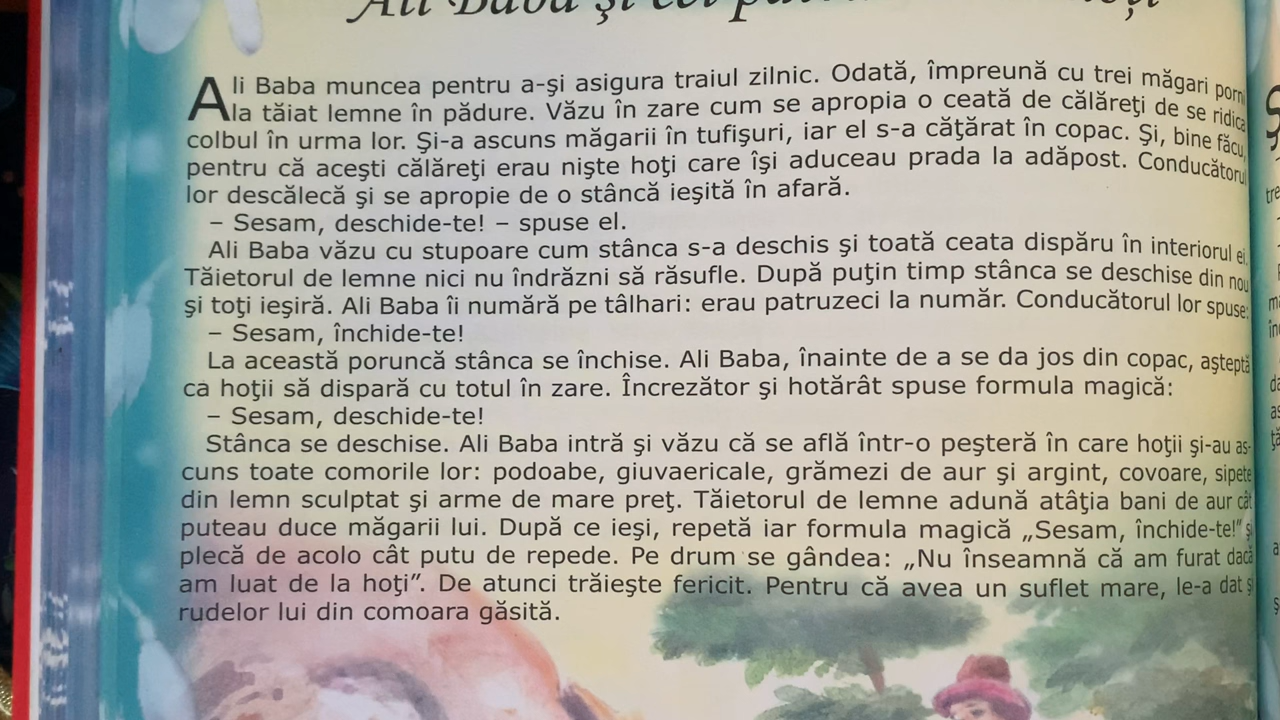 Ali Baba și cei
Ali Baba muncea pentru a-şi asigura traiul zilnic. Odată, împreună cu trei măgari porni
la tăiat lemne în pădure. Văzu în zare cum se apropia o ceată de călăreţi de se ridica
colbul în urma lor. Şi-a ascuns măgarii în tufişuri, iar el s-a căţărat în copac. Şi, bine făcu,
pentru că aceşti călăreţi erau nişte hoţi care îşi aduceau prada la adăpost. Conducătorul
lor descălecă şi se apropie de o stâncă ieşită în afară.
– Sesam, deschide-te! – spuse el.
Ali Baba văzu cu stupoare cum stânca s-a deschis şi toată ceata dispăru în interiorul ei.
Tăietorul de lemne nici nu îndrăzni să răsufle. După puţin timp stânca se deschise din nou
şi toţi ieşiră. Ali Baba îi numără pe tâlhari: erau patruzeci la număr. Conducătorul lor spuse:
– Sesam, închide-te!
La această poruncă stânca se închise. Ali Baba, înainte de a se da jos din copac, aşteptă
ca hoţii să dispară cu totul în zare. Încrezător şi hotărât spuse formula magică:
– Sesam, deschide-te!
Stânca se deschise. Ali Baba intră şi văzu că se află într-o peşteră în care hoţii şi-au as-
cuns toate comorile lor: podoabe, giuvaericale, grămezi de aur şi argint, covoare, sipete
din lemn sculptat şi arme de mare preţ. Tăietorul de lemne adună atâţia bani de aur cât
puteau duce măgarii lui. După ce ieşi, repetă iar formula magică „Sesam, închide-te!” şi
plecă de acolo cât putu de repede. Pe drum se gândea: „Nu înseamnă că am furat dacă
am luat de la hoţi”. De atunci trăieşte fericit. Pentru că avea un suflet mare, le-a dat şi
rudelor lui din comoara găsită.